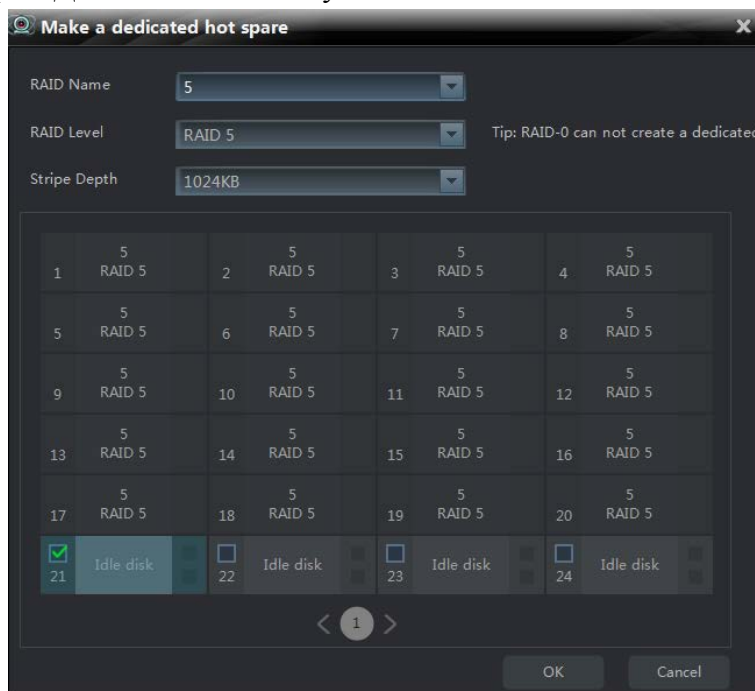 Make a dedicated hot spare
RAID Name 5
RAID Level RAID 5 Tip: RAID-0 can not create a dedicated
Stripe Depth 1024KB
5 5 5 5
1 RAID 5 2 RAID 5 3 RAID 5 4 RAID 5
5 5 5 5
5 RAID 5 6 RAID 5 7 RAID 5 8 RAID 5
5 5 5 5
9 RAID 5 10 RAID 5 11 RAID 5 12 RAID 5
5 5 5 5
13 RAID 5 14 RAID 5 15 RAID 5 16 RAID 5
5 5 5 5
17 RAID 5 18 RAID 5 19 RAID 5 20 RAID 5
21 Idle disk 22 Idle disk 23 Idle disk 24 Idle disk
< 1 >
OK Cancel